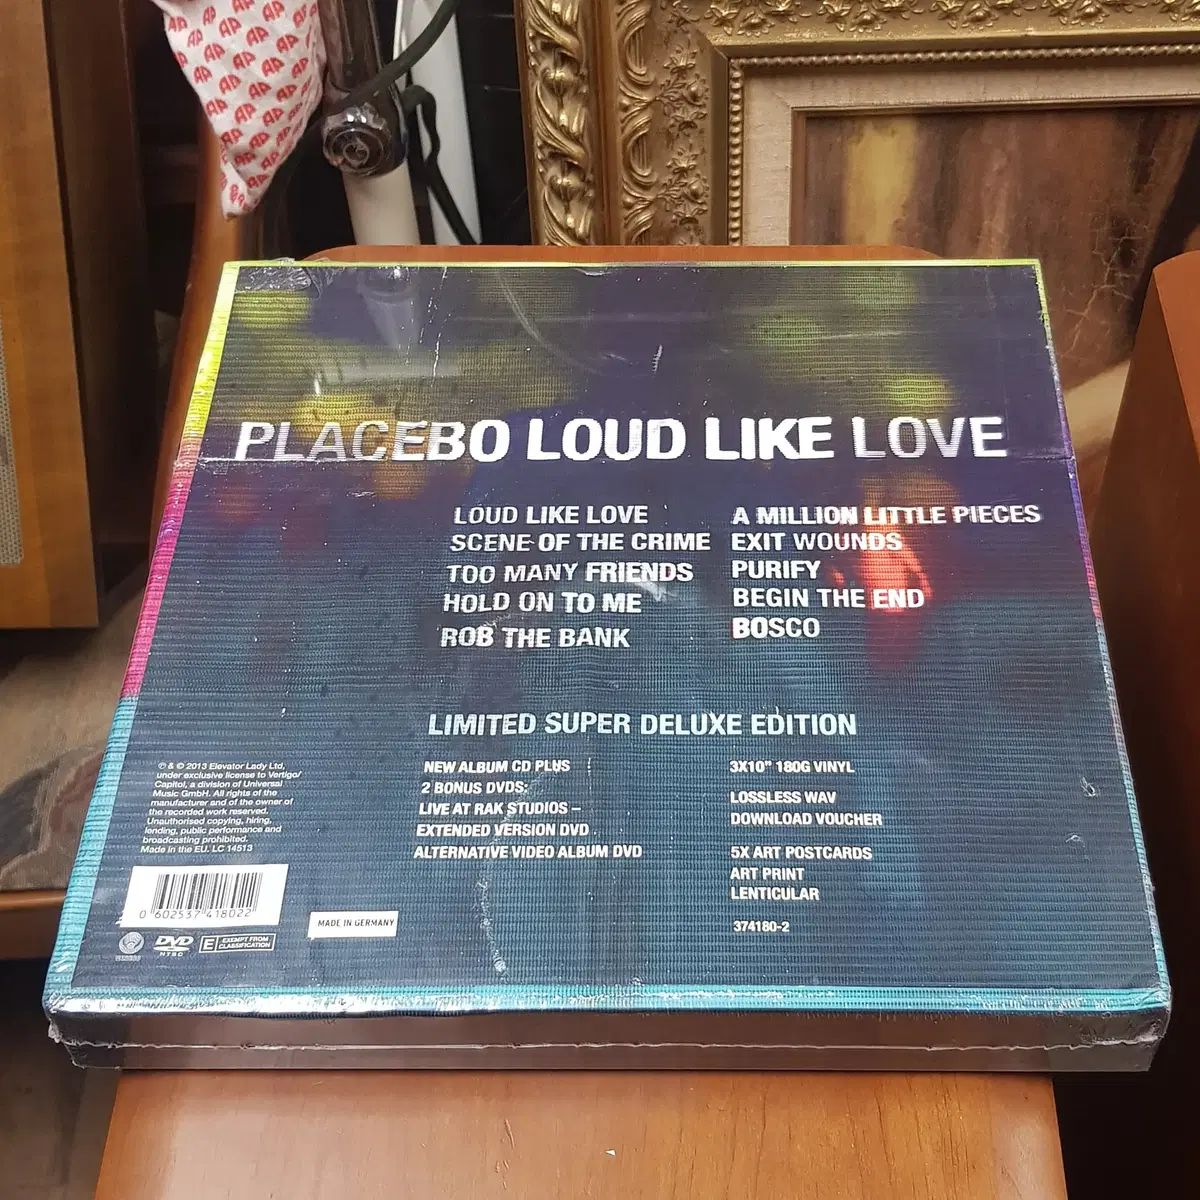 PLACEBO LOUD LIKE LOVE
LOUD LIKE LOVE
SCENE OF THE CRIME
TOO MANY FRIENDS
HOLD ON TO ME
ROB THE BANK
A MILLION LITTLE PIECES
EXIT WOUNDS
PURIFY
BEGIN THE END
BOSCO
LIMITED SUPER DELUXE EDITION
NEW ALBUM CD PLUS
2 BONUS DVDS:
LIVE AT RAK STUDIOS –
EXTENDED VERSION DVD
ALTERNATIVE VIDEO ALBUM DVD
3X10" 180G VINYL
LOSSLESS WAV
DOWNLOAD VOUCHER
5X ART POSTCARDS
ART PRINT
LENTICULAR
374180-2
℗ & © 2013 Elevator Lady Ltd,
under exclusive license to Vertigo/
Capitol, a division of Universal
Music GmbH. All rights of the
manufacturer and of the owner of
the recorded work reserved.
Unauthorised copying, hiring,
lending, public performance and
broadcasting prohibited.
Made in the EU. LC 14513
0 602537 418022
MADE IN GERMANY
DVD
NTSC
E EXEMPT FROM
CLASSIFICATION